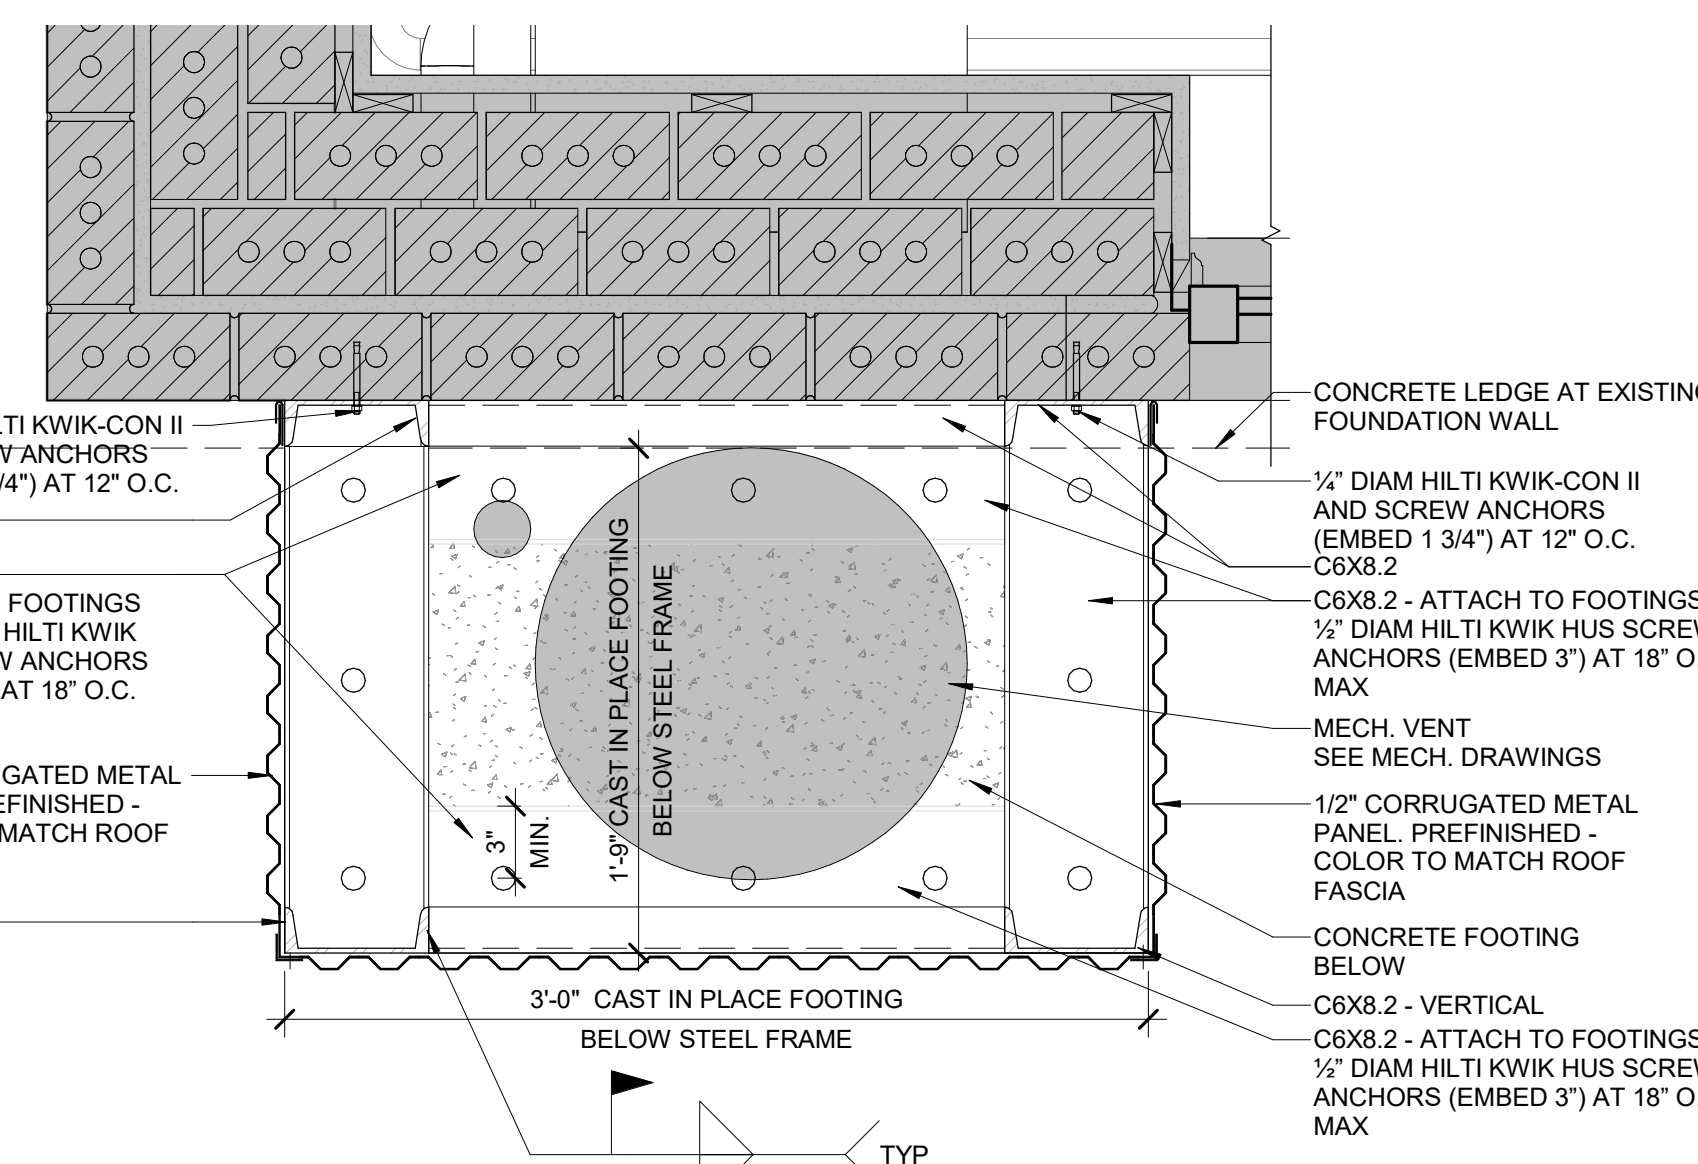 LTI KWIK-CON II
W ANCHORS
/4") AT 12" O.C.
FOOTINGS
HILTI KWIK
W ANCHORS
AT 18” O.C.
GATED METAL
EFINISHED -
MATCH ROOF
1'-9" CAST IN PLACE FOOTING
BELOW STEEL FRAME
3"
MIN.
3'-0" CAST IN PLACE FOOTING
BELOW STEEL FRAME
TYP
CONCRETE LEDGE AT EXISTING
FOUNDATION WALL
¼” DIAM HILTI KWIK-CON II
AND SCREW ANCHORS
(EMBED 1 3/4") AT 12" O.C.
C6X8.2
C6X8.2 - ATTACH TO FOOTINGS
½” DIAM HILTI KWIK HUS SCREW
ANCHORS (EMBED 3”) AT 18” O.
MAX
MECH. VENT
SEE MECH. DRAWINGS
1/2" CORRUGATED METAL
PANEL. PREFINISHED -
COLOR TO MATCH ROOF
FASCIA
CONCRETE FOOTING
BELOW
C6X8.2 - VERTICAL
C6X8.2 - ATTACH TO FOOTINGS
½” DIAM HILTI KWIK HUS SCREW
ANCHORS (EMBED 3”) AT 18” O.
MAX